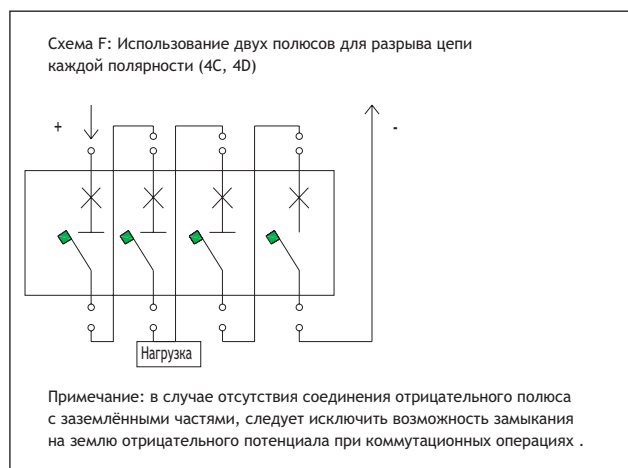 Схема F: Использование двух полюсов для разрыва цепи
каждой полярности (4C, 4D)
+
-
Нагрузка
Примечание: в случае отсутствия соединения отрицательного полюса
с заземлёнными частями, следует исключить возможность замыкания
на землю отрицательного потенциала при коммутационных операциях .